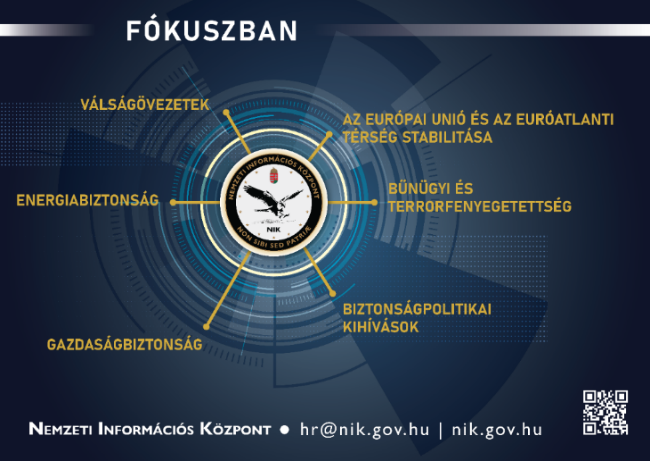 FÓKUSZBAN
VÁLSÁGÖVEZETEK
AZ EURÓPAI UNIÓ ÉS AZ EURÓATLANTI
TÉRSÉG STABILITÁSA
ENERGIABIZTONSÁG
NEMZETI INFORMÁCIÓS KÖZPONT
NIK
NON SIBI SED PATRIÆ
BŰNÜGYI ÉS
TERRORFENYEGETETTSÉG
GAZDASÁGBIZTONSÁG
BIZTONSÁGPOLITIKAI
KIHÍVÁSOK
NEMZETI INFORMÁCIÓS KÖZPONT ● hr@nik.gov.hu | nik.gov.hu